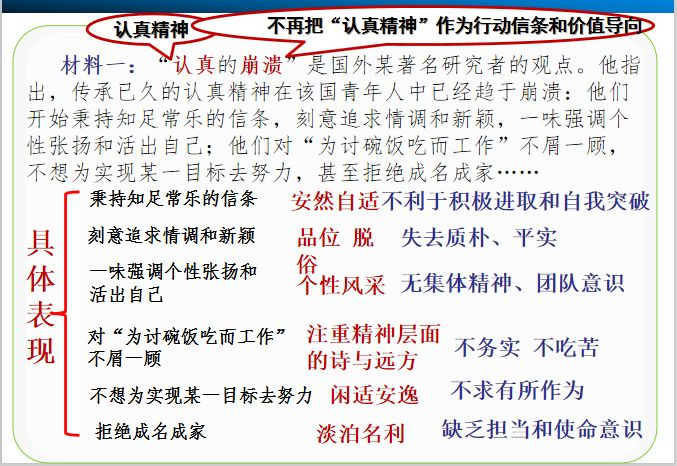 认真精神
不再把“认真精神”作为行动信条和价值导向
材料一：“认真的崩溃”是国外某著名研究者的观点。他指
出，传承已久的认真精神在该国青年人中已经趋于崩溃：他们
开始秉持知足常乐的信条，刻意追求情调和新颖，一味强调个
性张扬和活出自己；他们对“为讨碗饭吃而工作”不屑一顾，
不想为实现某一目标去努力，甚至拒绝成名成家……
具体表现
秉持知足常乐的信条 安然自适 不利于积极进取和自我突破
刻意追求情调和新颖 品位 脱 失去质朴、平实
俗
一味强调个性张扬和 个性风采 无集体精神、团队意识
活出自己
对“为讨碗饭吃而工作” 注重精神层面
不屑一顾 的诗与远方 不务实 不吃苦
不想为实现某一目标去努力 闲适安逸 不求有所作为
拒绝成名成家 淡泊名利 缺乏担当和使命意识